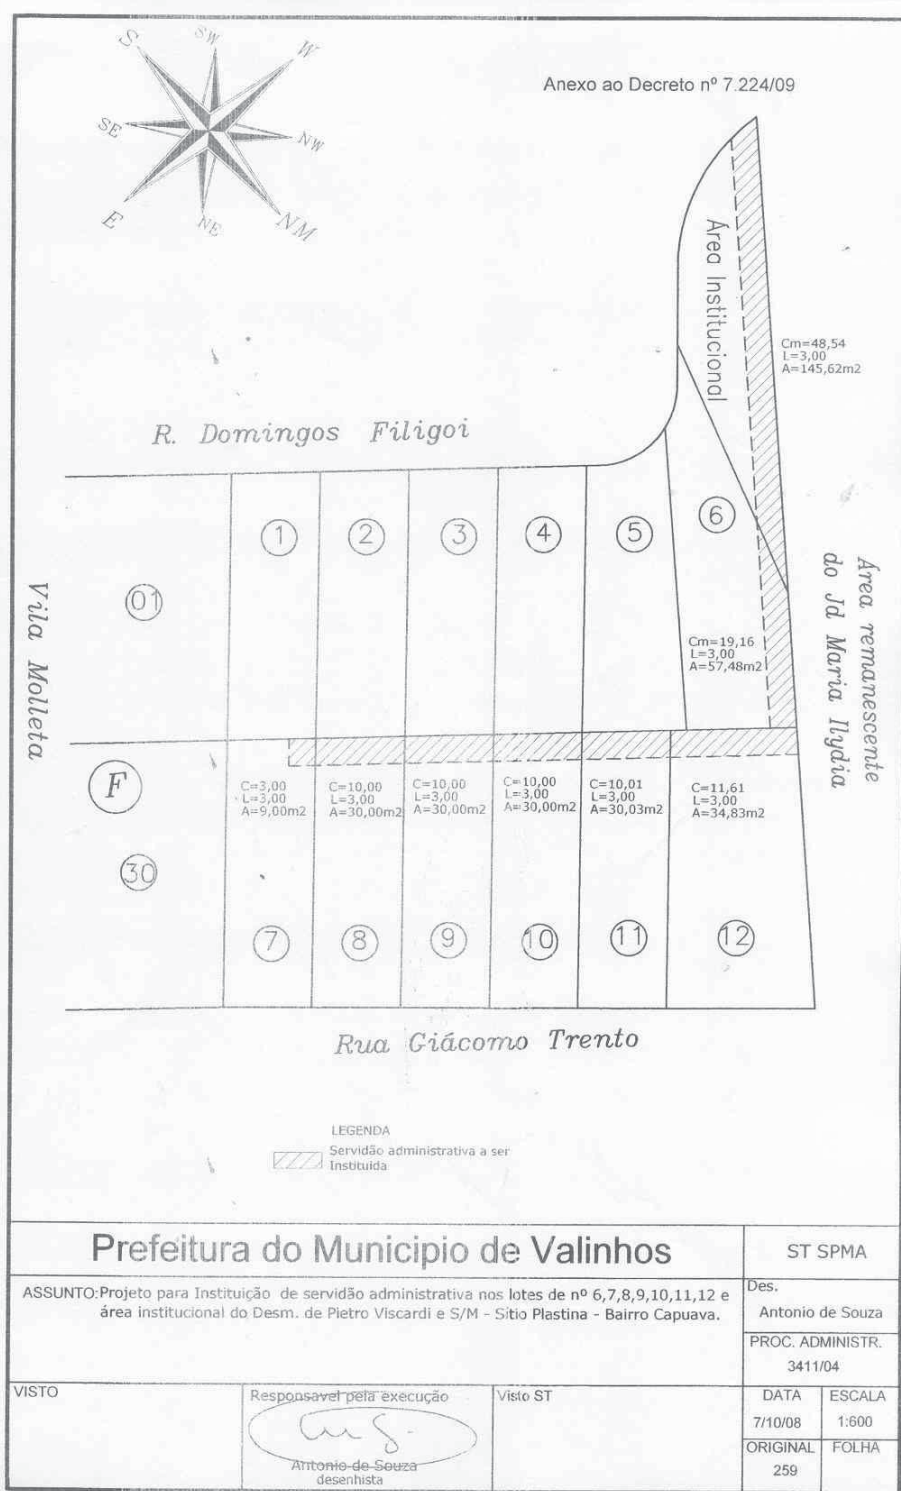 S
SW
W
SE
NW
E
NE
NM
Anexo ao Decreto nº 7.224/09
Área Institucional
Cm=48,54
L=3,00
A=145,62m2
R. Domingos Filigoi
1
2
3
4
5
6
01
Vila Molleta
Área remanescente
do Jd Maria Ilydia
Cm=19,16
L=3,00
A=57,48m2
F
C=3,00
L=3,00
A=9,00m2
C=10,00
L=3,00
A=30,00m2
C=10,00
L=3,00
A=30,00m2
C=10,00
L=3,00
A=30,00m2
C=10,01
L=3,00
A=30,03m2
C=11,61
L=3,00
A=34,83m2
30
7
8
9
10
11
12
Rua Giácomo Trento
LEGENDA
Servidão administrativa a ser
Instituida
Prefeitura do Municipio de Valinhos
ST SPMA
ASSUNTO:Projeto para Instituição de servidão administrativa nos lotes de nº 6,7,8,9,10,11,12 e
área institucional do Desm. de Pietro Viscardi e S/M - Sitio Plastina - Bairro Capuava.
Des.
Antonio de Souza
PROC. ADMINISTR.
3411/04
VISTO
Responsavel pela execução
Antonio de Souza
desenhista
Visto ST
DATA
7/10/08
ESCALA
1:600
ORIGINAL
259
FOLHA